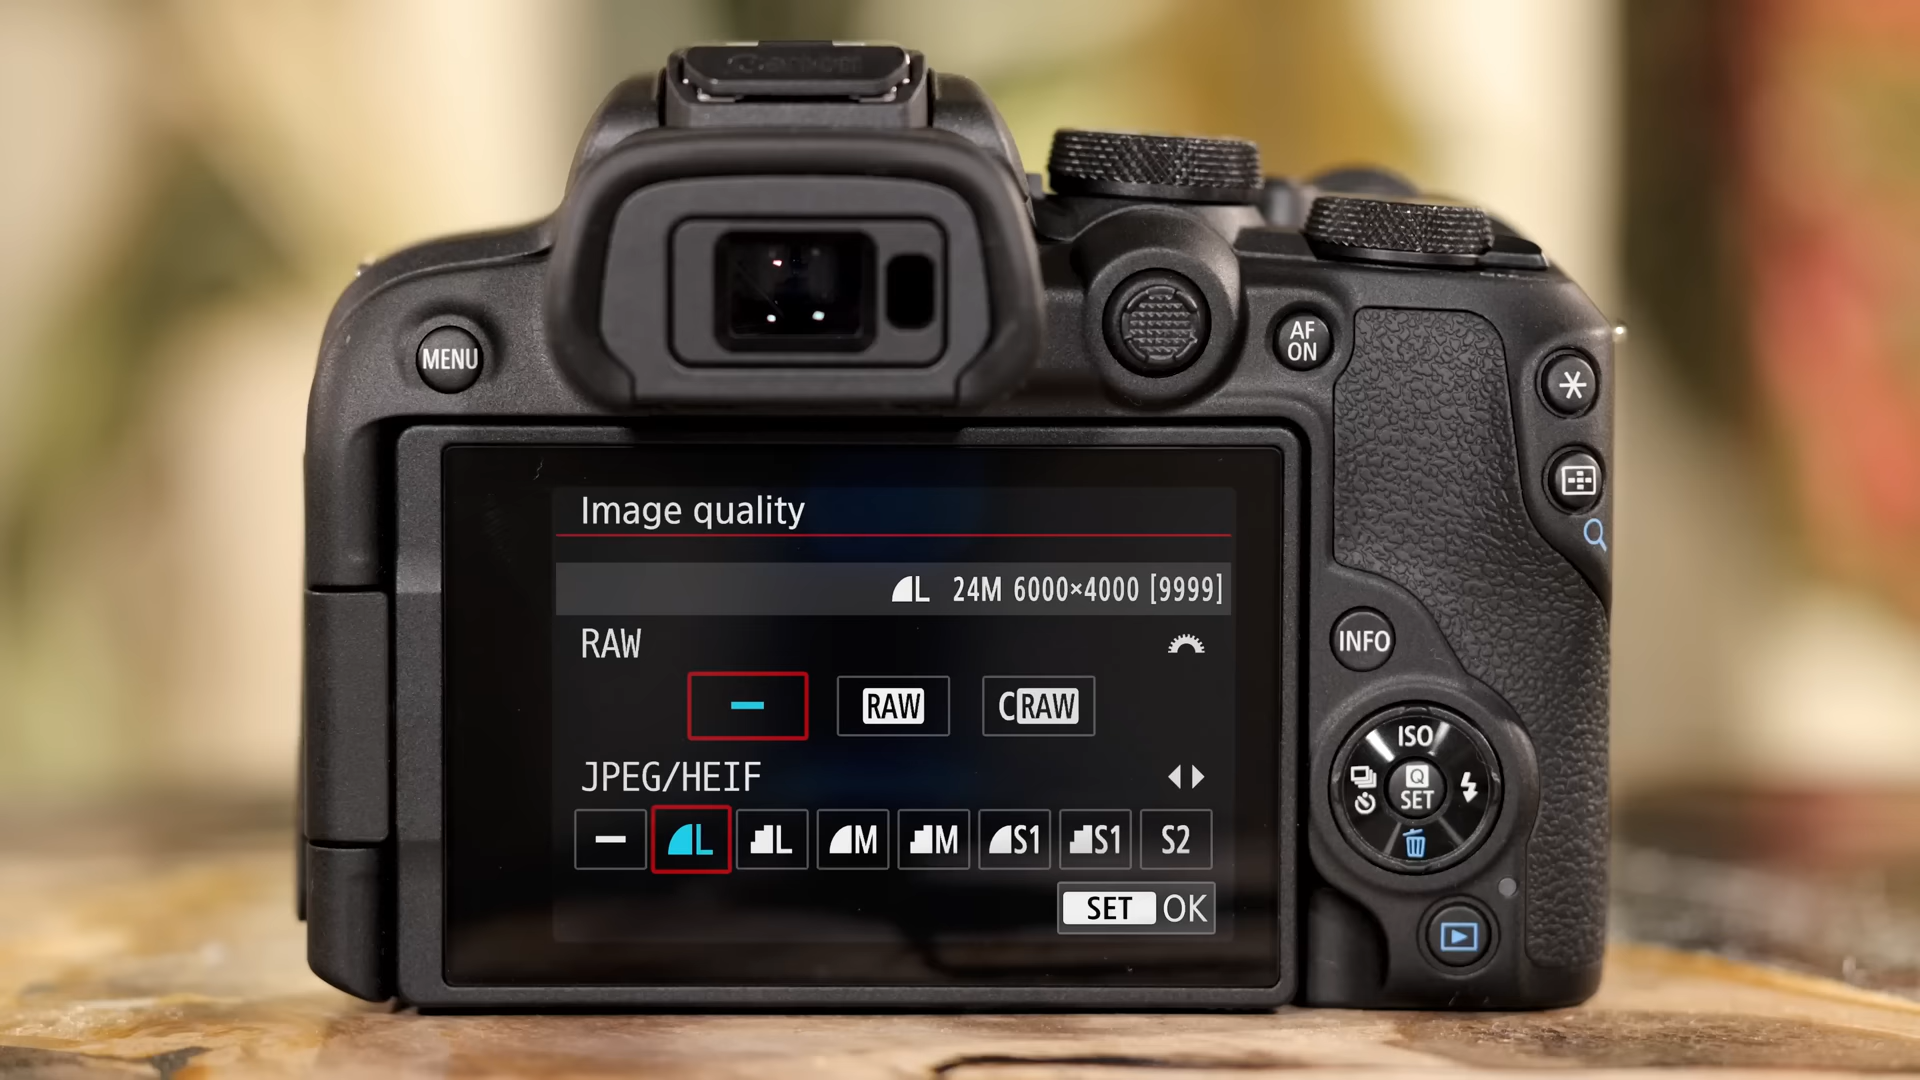 Canon
MENU
AF
ON
Image quality
L 24M 6000×4000 [9999]
RAW
RAW
CRAW
JPEG/HEIF
L
L
M
M
S1
S1
S2
SET OK
INFO
ISO
Q
SET